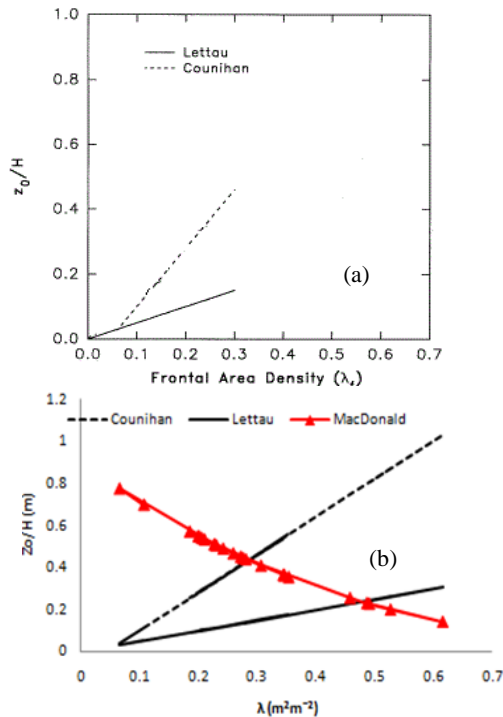 1.0
Lettau
Counihan
0.8
0.6
z₀/H
0.4
0.2
(a)
0.0
0.0 0.1 0.2 0.3 0.4 0.5 0.6 0.7
Frontal Area Density (λf)
1.2
Counihan Lettau MacDonald
1
0.8
Zo/H (m)
0.6
(b)
0.4
0.2
0
0 0.1 0.2 0.3 0.4 0.5 0.6 0.7
λ (m²m⁻²)